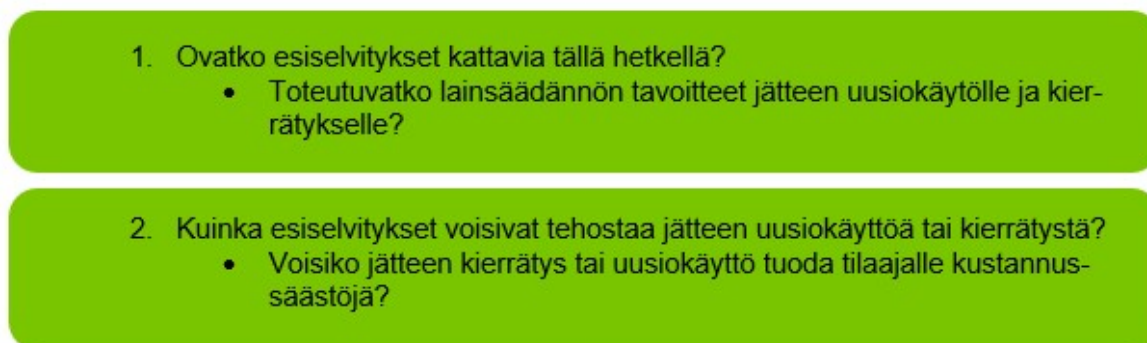 1. Ovatko esiselvitykset kattavia tällä hetkellä?
• Toteutuvatko lainsäädännön tavoitteet jätteen uusiokäytölle ja kier-
rätykselle?
2. Kuinka esiselvitykset voisivat tehostaa jätteen uusiokäyttöä tai kierrätystä?
• Voisiko jätteen kierrätys tai uusiokäyttö tuoda tilaajalle kustannus-
säästöjä?